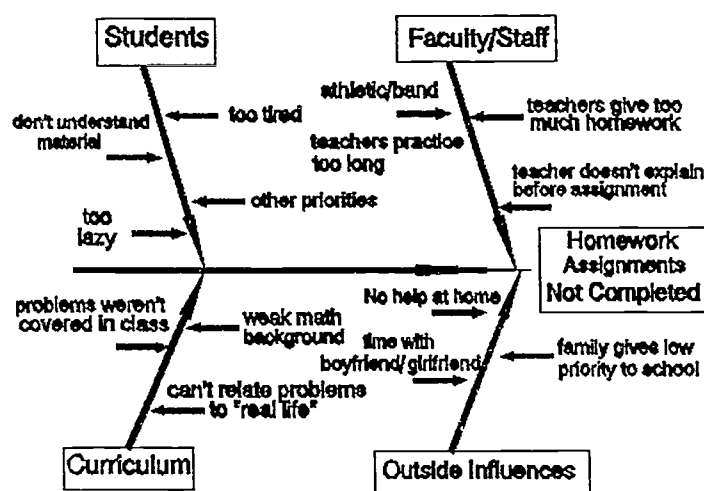 Students
Faculty/Staff
too tired
don't understand
material
other priorities
too
lazy
athletic/band
teachers practice
too long
teachers give too
much homework
teacher doesn't explain
before assignment
Homework
Assignments
Not Completed
problems weren't
covered in class
weak math
background
can't relate problems
to "real life"
No help at home
time with
boyfriend/girlfriend
family gives low
priority to school
Curriculum
Outside Influences